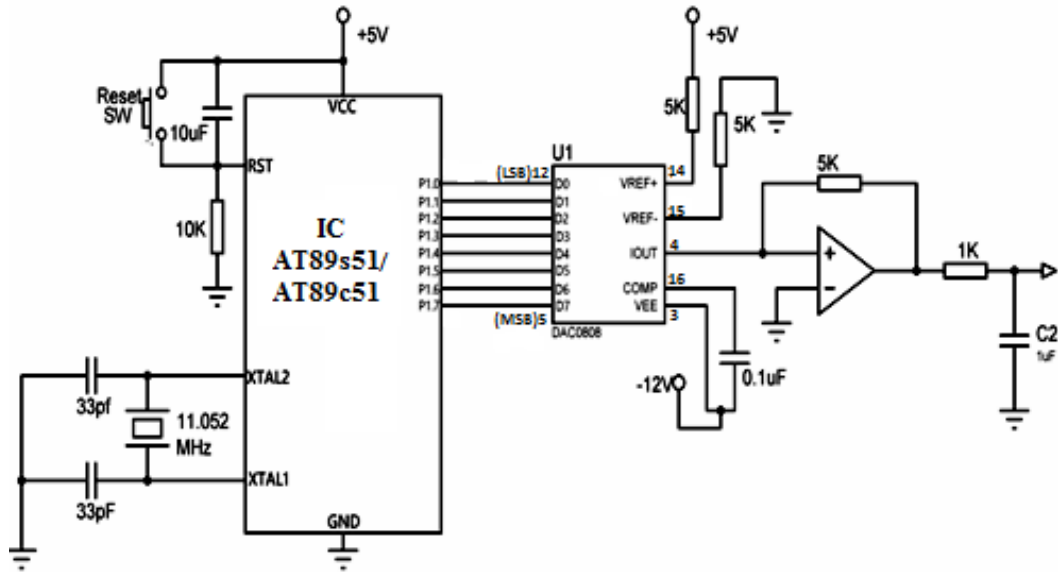 +5V
+5V
Reset
SW
10uF
VCC
5K
5K
RST
10K
IC
AT89s51/
AT89c51
P1.0
P1.1
P1.2
P1.3
P1.4
P1.5
P1.6
P1.7
(LSB)
12
(MSB)
5
U1
D0
D1
D2
D3
D4
D5
D6
D7
VREF+
VREF-
IOUT
COMP
VEE
DAC0808
14
15
4
16
3
5K
+
-
1K
C2
1uF
0.1uF
-12V
XTAL2
33pf
11.052
MHz
XTAL1
33pF
GND